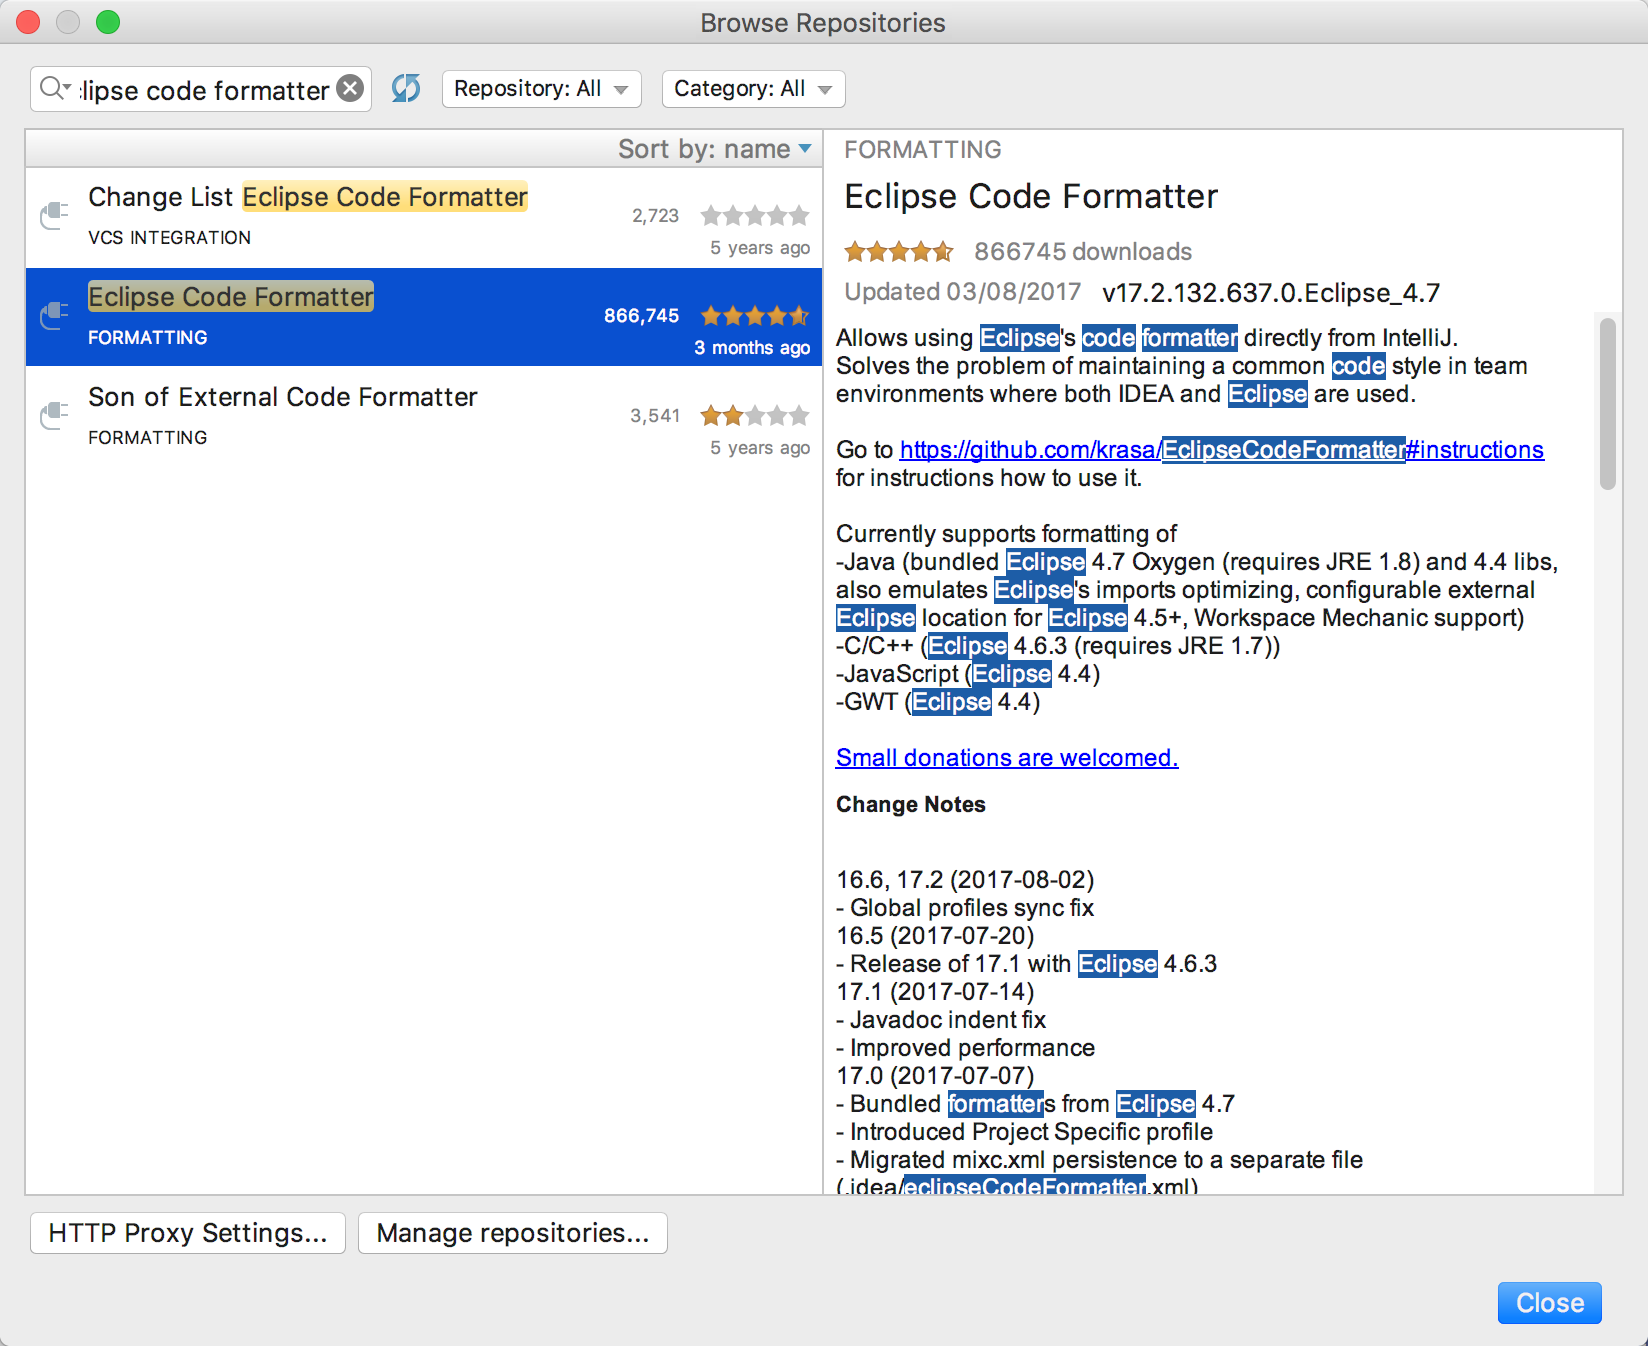 Browse Repositories
clipse code formatter
Repository: All
Category: All
Sort by: name
Change List Eclipse Code Formatter
VCS INTEGRATION
2,723
5 years ago
Eclipse Code Formatter
FORMATTING
866,745
3 months ago
Son of External Code Formatter
FORMATTING
3,541
5 years ago
FORMATTING
Eclipse Code Formatter
866745 downloads
Updated 03/08/2017 v17.2.132.637.0.Eclipse_4.7
Allows using Eclipse's code formatter directly from IntelliJ.
Solves the problem of maintaining a common code style in team
environments where both IDEA and Eclipse are used.
Go to https://github.com/krasa/EclipseCodeFormatter#instructions
for instructions how to use it.
Currently supports formatting of
-Java (bundled Eclipse 4.7 Oxygen (requires JRE 1.8) and 4.4 libs,
also emulates Eclipse's imports optimizing, configurable external
Eclipse location for Eclipse 4.5+, Workspace Mechanic support)
-C/C++ (Eclipse 4.6.3 (requires JRE 1.7))
-JavaScript (Eclipse 4.4)
-GWT (Eclipse 4.4)
Small donations are welcomed.
Change Notes
16.6, 17.2 (2017-08-02)
- Global profiles sync fix
16.5 (2017-07-20)
- Release of 17.1 with Eclipse 4.6.3
17.1 (2017-07-14)
- Javadoc indent fix
- Improved performance
17.0 (2017-07-07)
- Bundled formatters from Eclipse 4.7
- Introduced Project Specific profile
- Migrated mixc.xml persistence to a separate file
(.idea/eclipseCodeFormatter.xml)
HTTP Proxy Settings...
Manage repositories...
Close